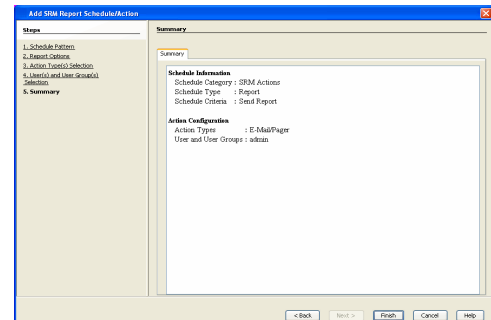 Add SRM Report Schedule/Action
Steps
1. Schedule Pattern
2. Report Options
3. Action Type(s) Selection
4. User(s) and User Group(s)
Selection
5. Summary
Summary
Summary
Schedule Information
Schedule Category : SRM Actions
Schedule Type : Report
Schedule Criteria : Send Report
Action Configuration
Action Types : E-Mail/Pager
User and User Groups : admin
< Back
Next >
Finish
Cancel
Help